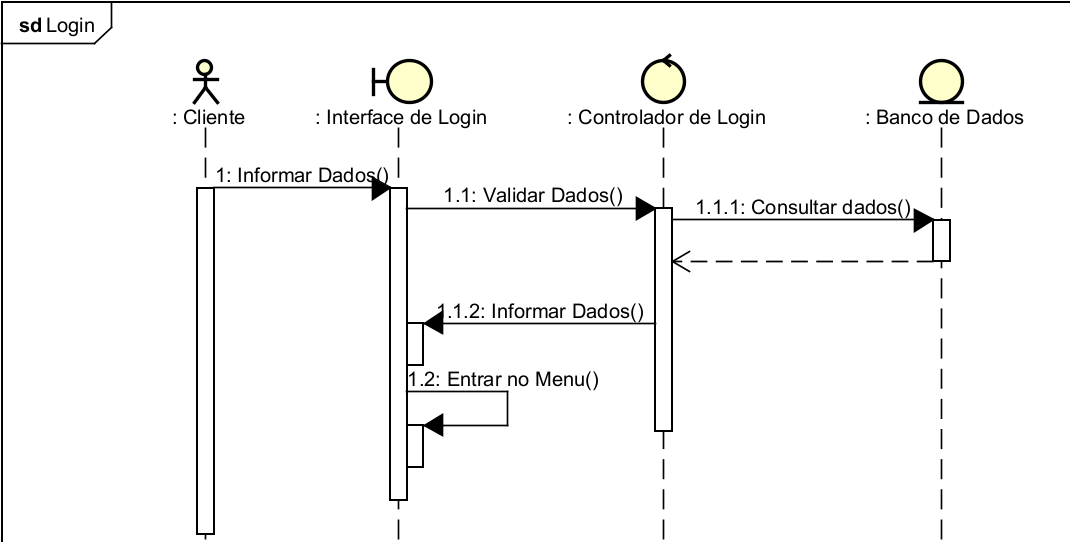 sd Login
: Cliente
: Interface de Login
: Controlador de Login
: Banco de Dados
1: Informar Dados()
1.1: Validar Dados()
1.1.1: Consultar dados()
1.1.2: Informar Dados()
1.2: Entrar no Menu()